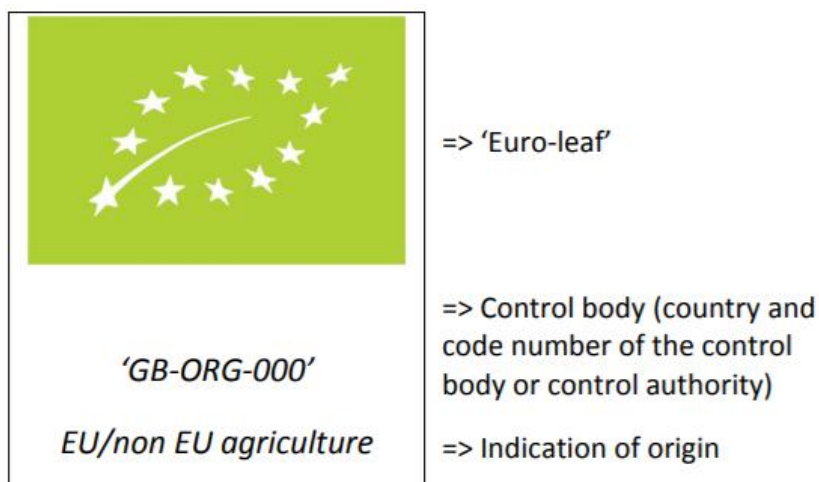 => ‘Euro-leaf’
=> Control body (country and
code number of the control
body or control authority)
‘GB-ORG-000’
EU/non EU agriculture
=> Indication of origin